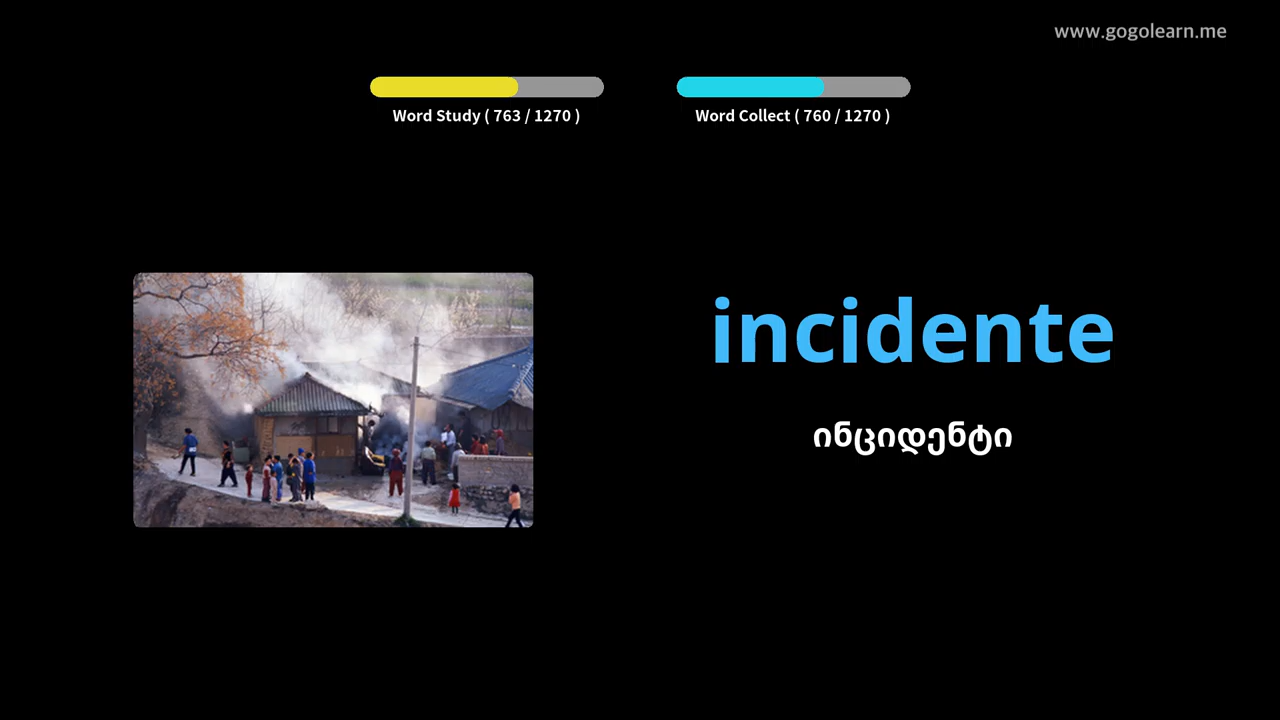 www.gogolearn.me
Word Study ( 763 / 1270 )
Word Collect ( 760 / 1270 )
incidente
ინციდენტი